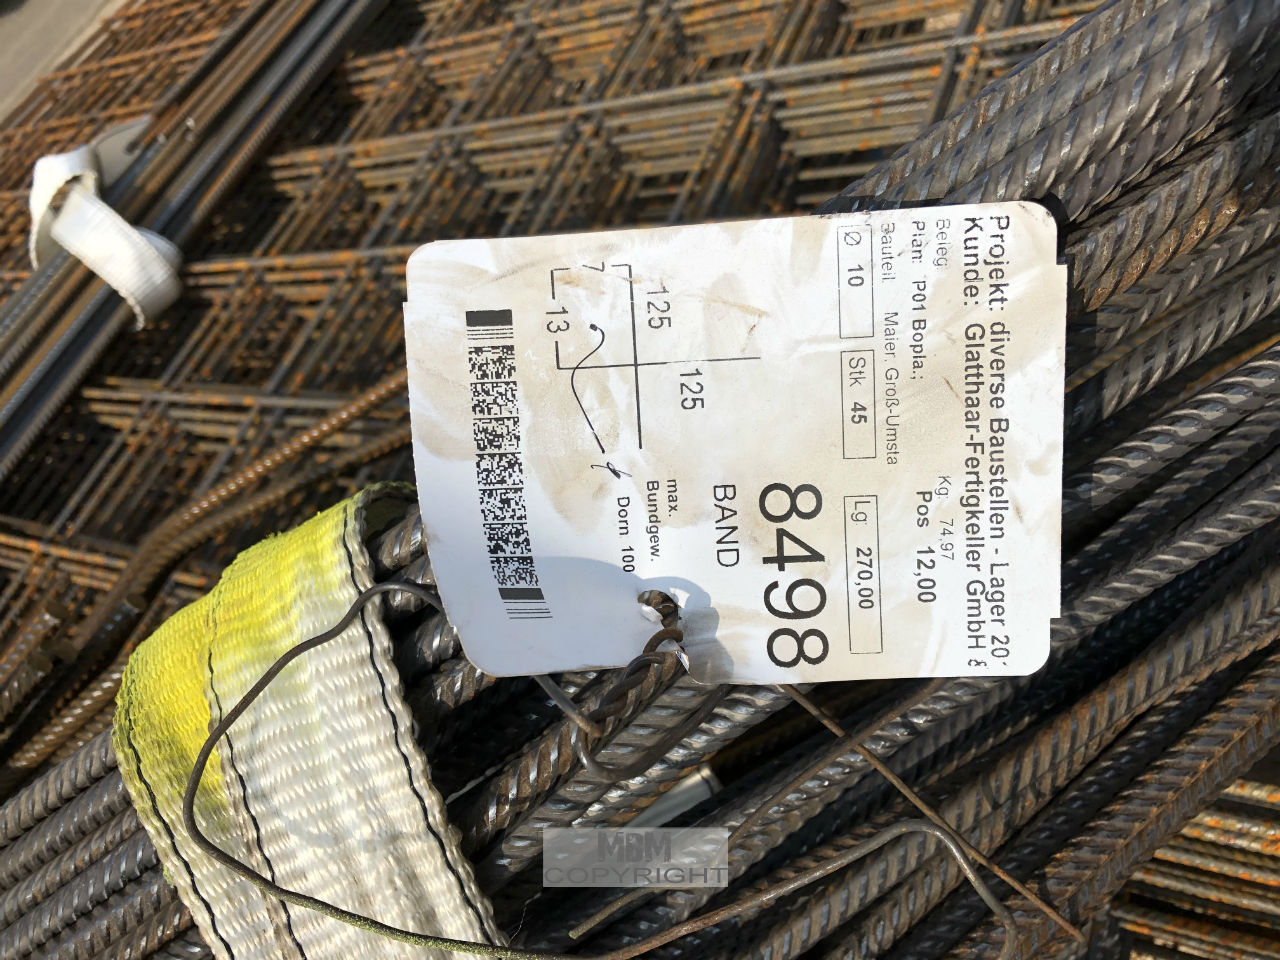 Projekt: diverse Baustellen - Lager 20
Kunde: Glatthaar-Fertigkeller GmbH &
Beleg: Kg: 74,97
Plan: P01 Bopla.; Pos 12,00
Bauteil: Maier, Groß-Umsta
Ø 10 Stk 45 Lg: 270,00
8498
BAND
125 125
max.
Bundgew.
Dorn 100
7
13
MBM
COPYRIGHT